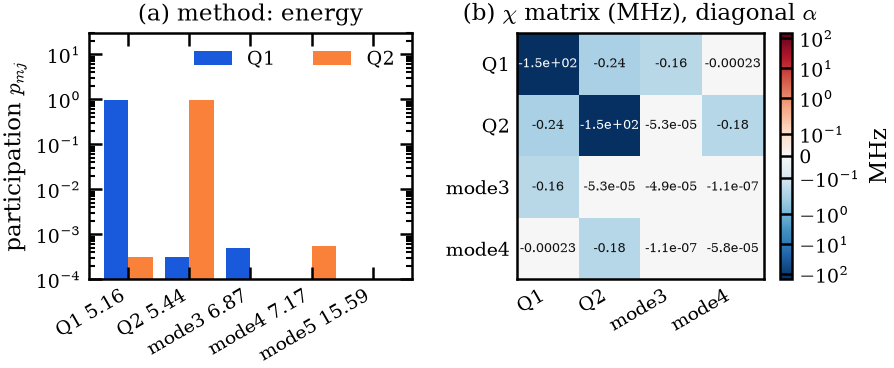 (a) method: energy
participation p_{mj}
10^1
10^0
10^{-1}
10^{-2}
10^{-3}
10^{-4}
Q1
Q2
Q1 5.16
Q2 5.44
mode3 6.87
mode4 7.17
mode5 15.59
(b) χ matrix (MHz), diagonal α
Q1
-1.5e+02 -0.24 -0.16 -0.00023
Q2
-0.24 -1.5e+02 -5.3e-05 -0.18
mode3
-0.16 -5.3e-05 -4.9e-05 -1.1e-07
mode4
-0.00023 -0.18 -1.1e-07 -5.8e-05
Q1
Q2
mode3
mode4
10^2
10^1
10^0
10^{-1}
0
−10^{-1}
−10^0
−10^1
−10^2
MHz